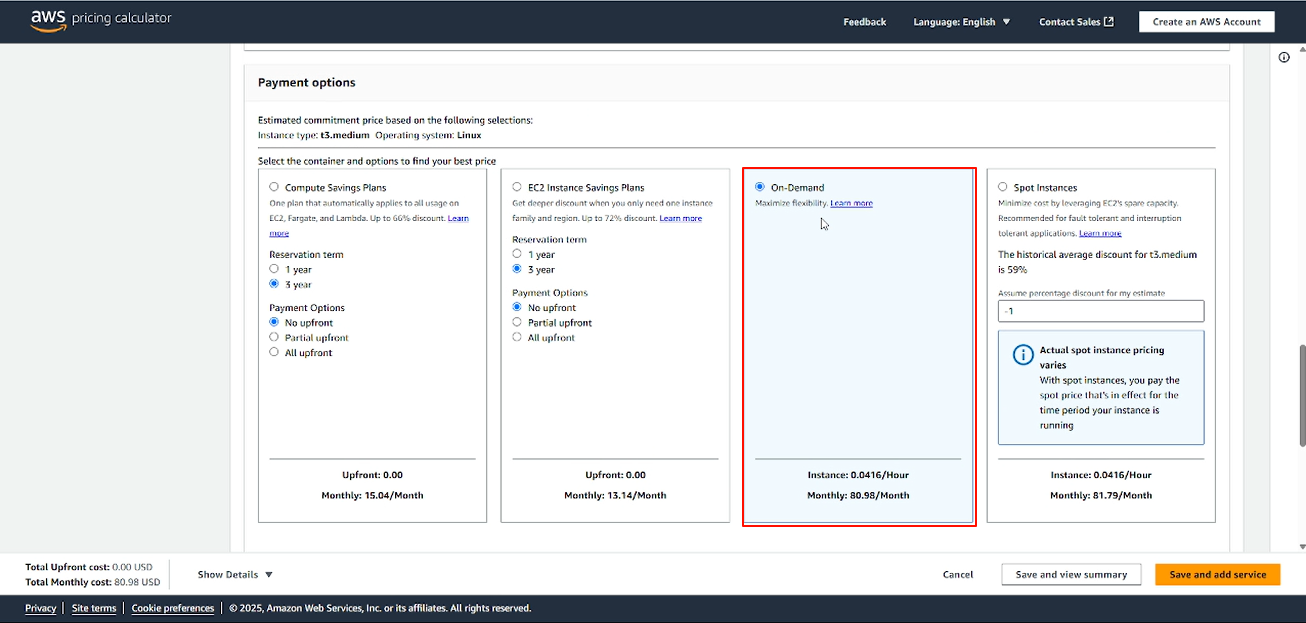 aws pricing calculator
Feedback
Language: English
Contact Sales
Create an AWS Account
Payment options
Estimated commitment price based on the following selections:
Instance type: t3.medium Operating system: Linux
Select the container and options to find your best price
Compute Savings Plans
One plan that automatically applies to all usage on
EC2, Fargate, and Lambda. Up to 66% discount. Learn
more
Reservation term
1 year
3 year
Payment Options
No upfront
Partial upfront
All upfront
Upfront: 0.00
Monthly: 15.04/Month
EC2 Instance Savings Plans
Get deeper discount when you only need one instance
family and region. Up to 72% discount. Learn more
Reservation term
1 year
3 year
Payment Options
No upfront
Partial upfront
All upfront
Upfront: 0.00
Monthly: 13.14/Month
On-Demand
Maximize flexibility. Learn more
Instance: 0.0416/Hour
Monthly: 80.98/Month
Spot Instances
Minimize cost by leveraging EC2's spare capacity.
Recommended for fault tolerant and interruption
tolerant applications. Learn more
The historical average discount for t3.medium
is 59%
Assume percentage discount for my estimate
-1
Actual spot instance pricing
varies
With spot instances, you pay the
spot price that's in effect for the
time period your instance is
running
Instance: 0.0416/Hour
Monthly: 81.79/Month
Total Upfront cost: 0.00 USD
Total Monthly cost: 80.98 USD
Show Details
Cancel
Save and view summary
Save and add service
Privacy
Site terms
Cookie preferences
© 2025, Amazon Web Services, Inc. or its affiliates. All rights reserved.